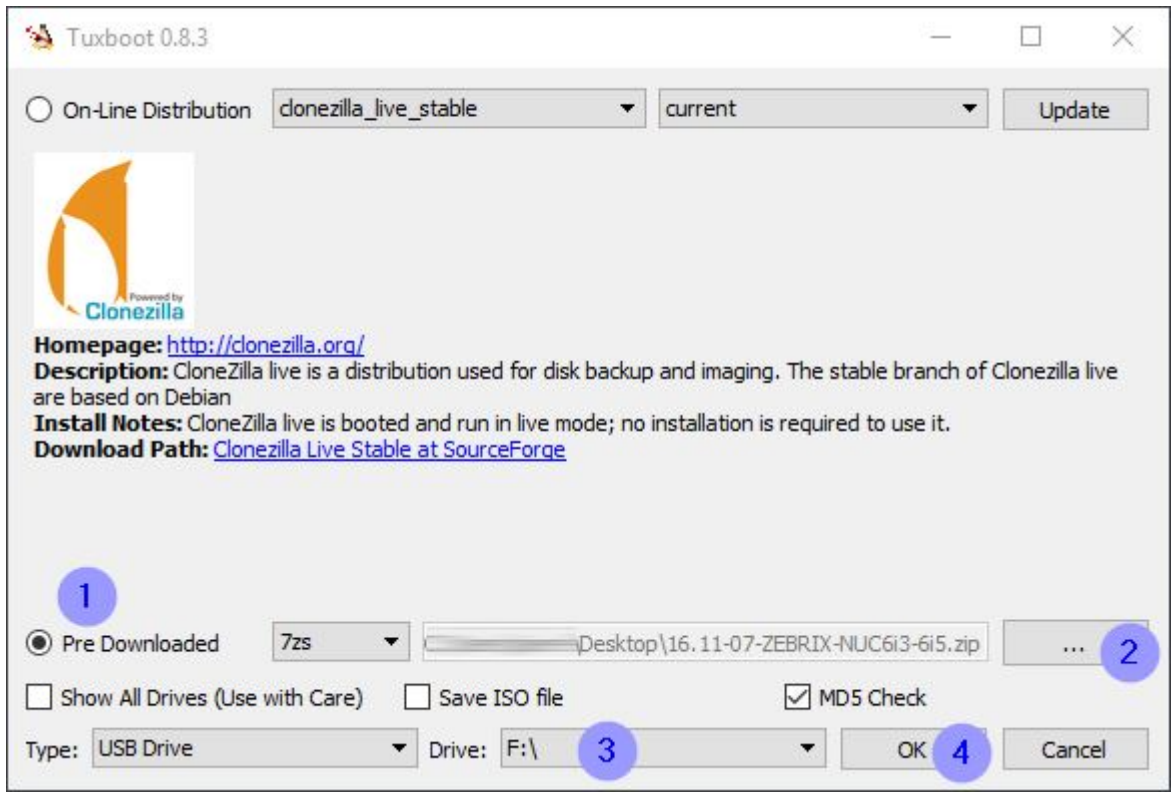 Tuxboot 0.8.3
On-Line Distribution clonezilla_live_stable current Update
Powered by
Clonezilla
Homepage: http://clonezilla.org/
Description: CloneZilla live is a distribution used for disk backup and imaging. The stable branch of Clonezilla live
are based on Debian
Install Notes: CloneZilla live is booted and run in live mode; no installation is required to use it.
Download Path: Clonezilla Live Stable at SourceForge
1
Pre Downloaded 7zs \Desktop\16.11-07-ZEBRIX-NUC6i3-6i5.zip ... 2
Show All Drives (Use with Care) Save ISO file MD5 Check
Type: USB Drive Drive: F:\ 3 OK 4 Cancel